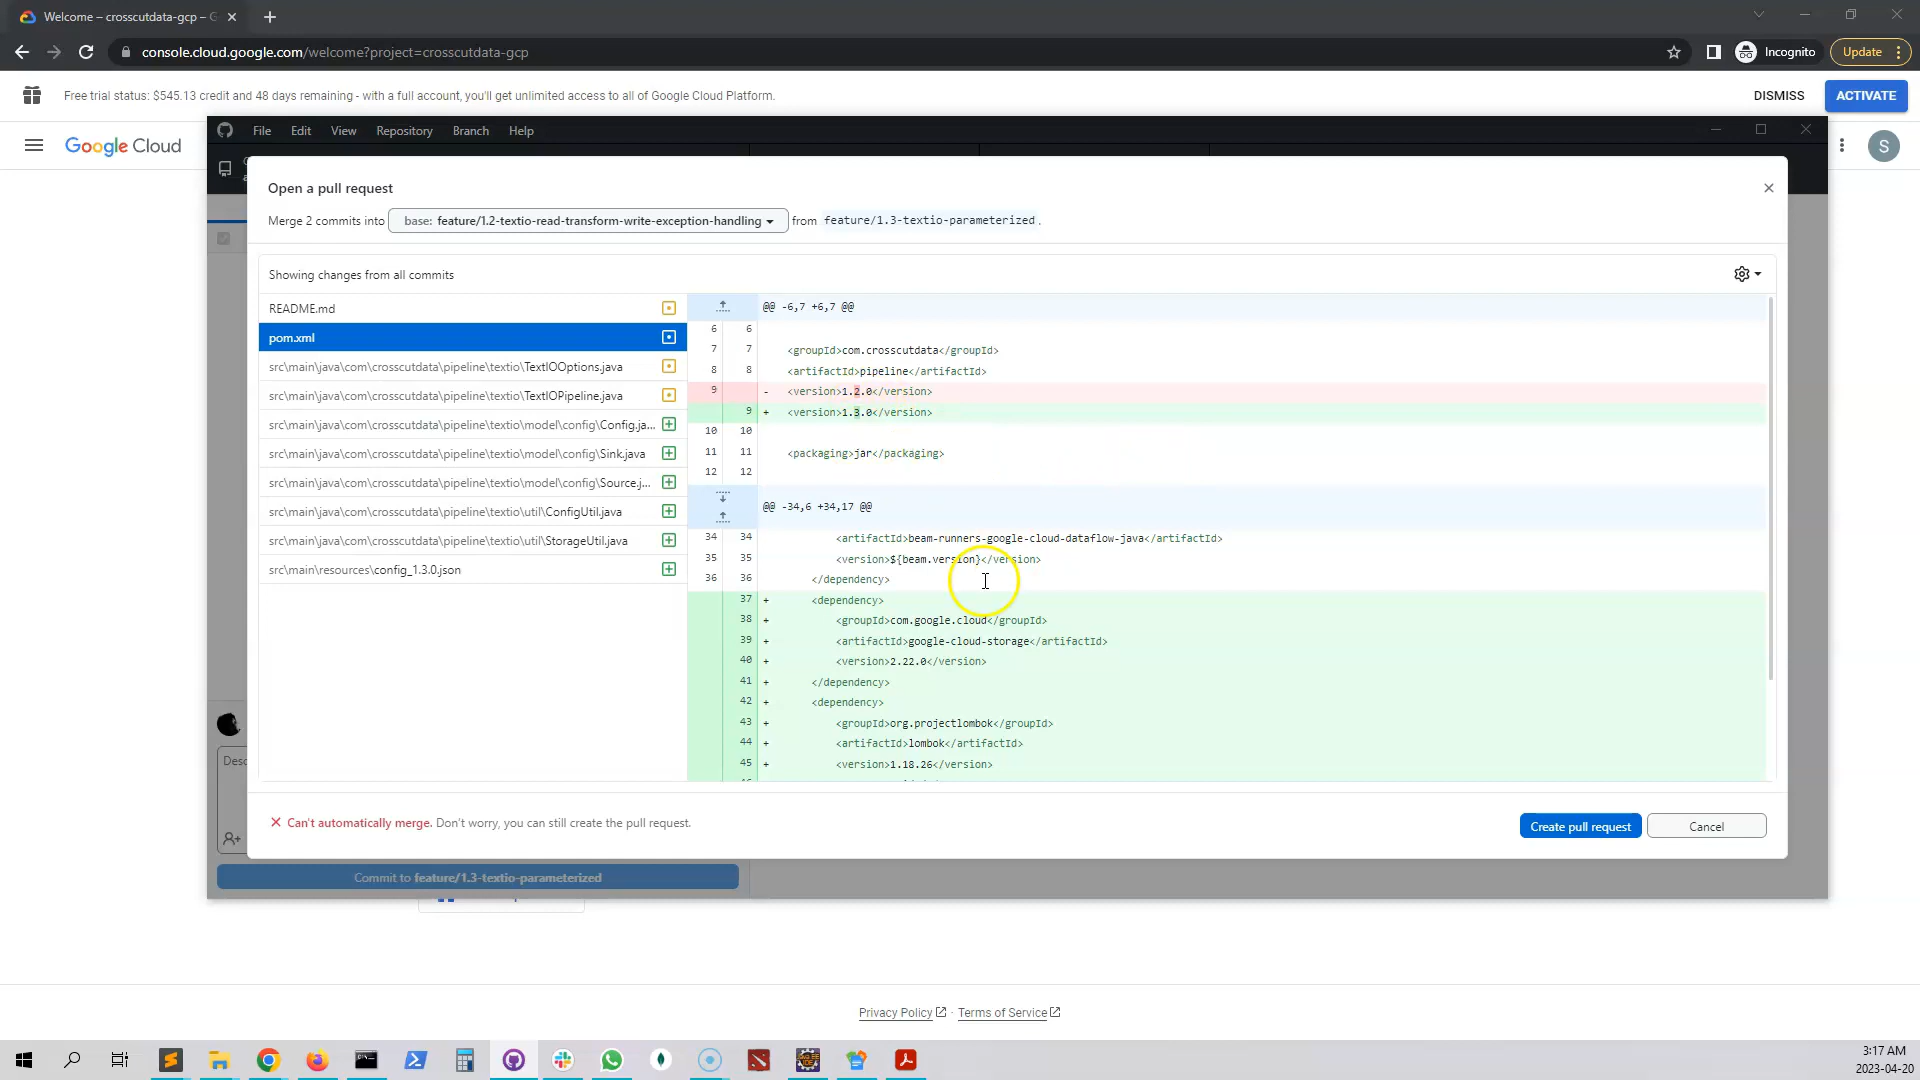 Welcome – crosscutdata-gcp – G
console.cloud.google.com/welcome?project=crosscutdata-gcp
Incognito
Update
Free trial status: $545.13 credit and 48 days remaining - with a full account, you'll get unlimited access to all of Google Cloud Platform.
DISMISS
ACTIVATE
Google Cloud
S
File Edit View Repository Branch Help
Open a pull request
Merge 2 commits into base: feature/1.2-textio-read-transform-write-exception-handling from feature/1.3-textio-parameterized.
Showing changes from all commits
README.md
pom.xml
src\main\java\com\crosscutdata\pipeline\textio\TextIOOptions.java
src\main\java\com\crosscutdata\pipeline\textio\TextIOPipeline.java
src\main\java\com\crosscutdata\pipeline\textio\model\config\Config.ja...
src\main\java\com\crosscutdata\pipeline\textio\model\config\Sink.java
src\main\java\com\crosscutdata\pipeline\textio\model\config\Source.j...
src\main\java\com\crosscutdata\pipeline\textio\util\ConfigUtil.java
src\main\java\com\crosscutdata\pipeline\textio\util\StorageUtil.java
src\main\resources\config_1.3.0.json
@@ -6,7 +6,7 @@
6 6
7 7 <groupId>com.crosscutdata</groupId>
8 8 <artifactId>pipeline</artifactId>
9 - <version>1.2.0</version>
9 + <version>1.3.0</version>
10 10
11 11 <packaging>jar</packaging>
12 12
@@ -34,6 +34,17 @@
34 34 <artifactId>beam-runners-google-cloud-dataflow-java</artifactId>
35 35 <version>${beam.version}</version>
36 36 </dependency>
37 + <dependency>
38 + <groupId>com.google.cloud</groupId>
39 + <artifactId>google-cloud-storage</artifactId>
40 + <version>2.22.0</version>
41 + </dependency>
42 + <dependency>
43 + <groupId>org.projectlombok</groupId>
44 + <artifactId>lombok</artifactId>
45 + <version>1.18.26</version>
Desc
Can't automatically merge. Don't worry, you can still create the pull request.
Create pull request
Cancel
Commit to feature/1.3-textio-parameterized
Privacy Policy · Terms of Service
3:17 AM
2023-04-20